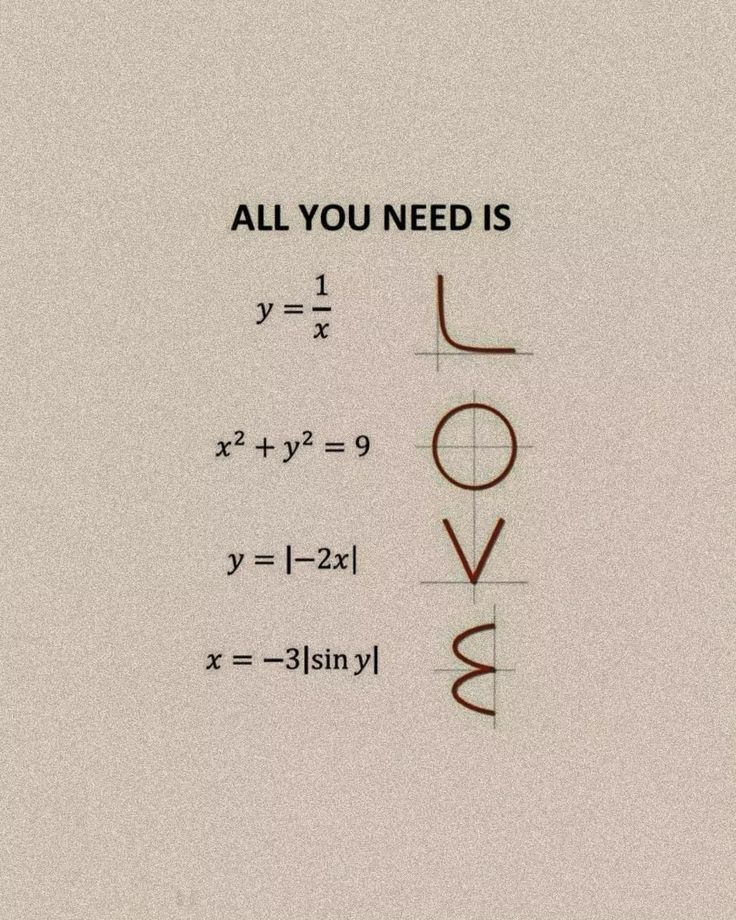 ALL YOU NEED IS
y = 1/x
x² + y² = 9
y = |−2x|
x = −3|sin y|